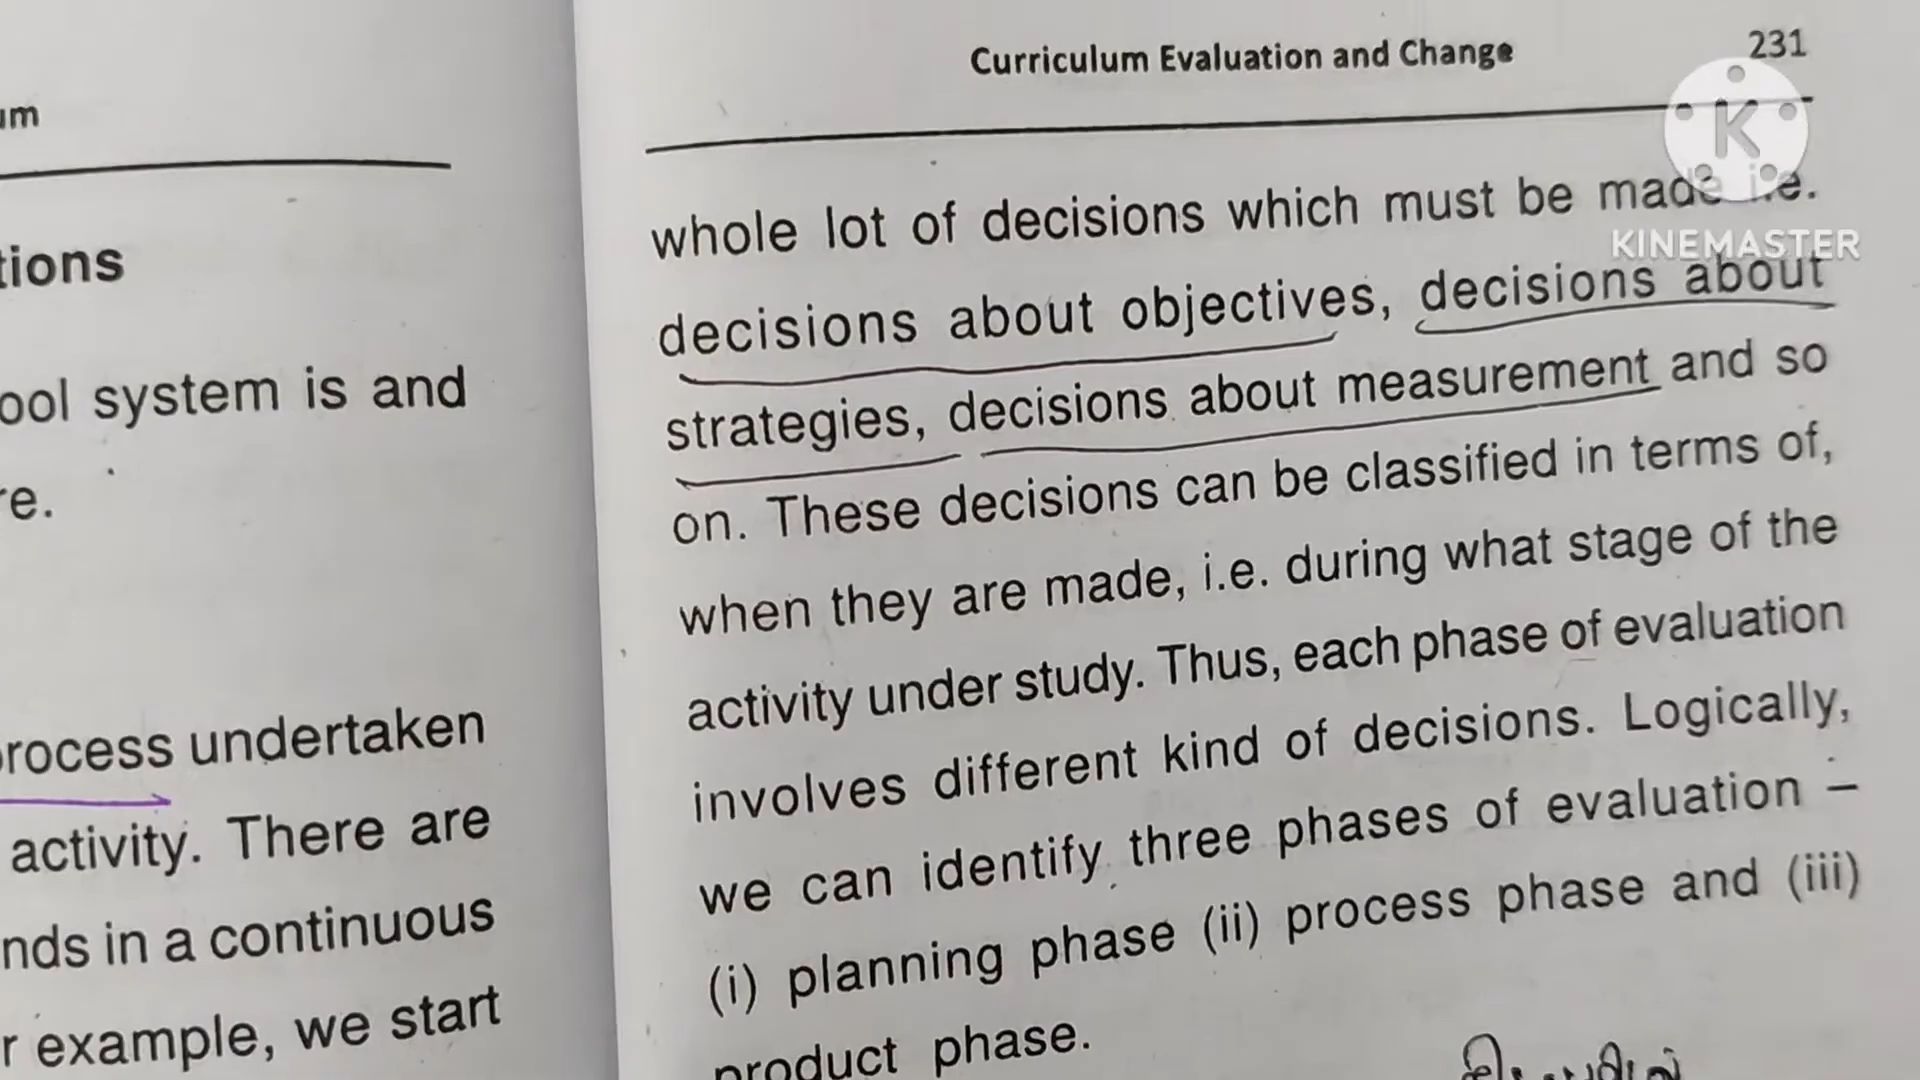 um
tions
ool system is and
re.
rocess undertaken
activity. There are
nds in a continuous
r example, we start
Curriculum Evaluation and Change 231
whole lot of decisions which must be made i.e.
decisions about objectives, decisions about
strategies, decisions about measurement and so
on. These decisions can be classified in terms of,
when they are made, i.e. during what stage of the
activity under study. Thus, each phase of evaluation
involves different kind of decisions. Logically,
we can identify three phases of evaluation –
(i) planning phase (ii) process phase and (iii)
product phase.
K
KINEMASTER